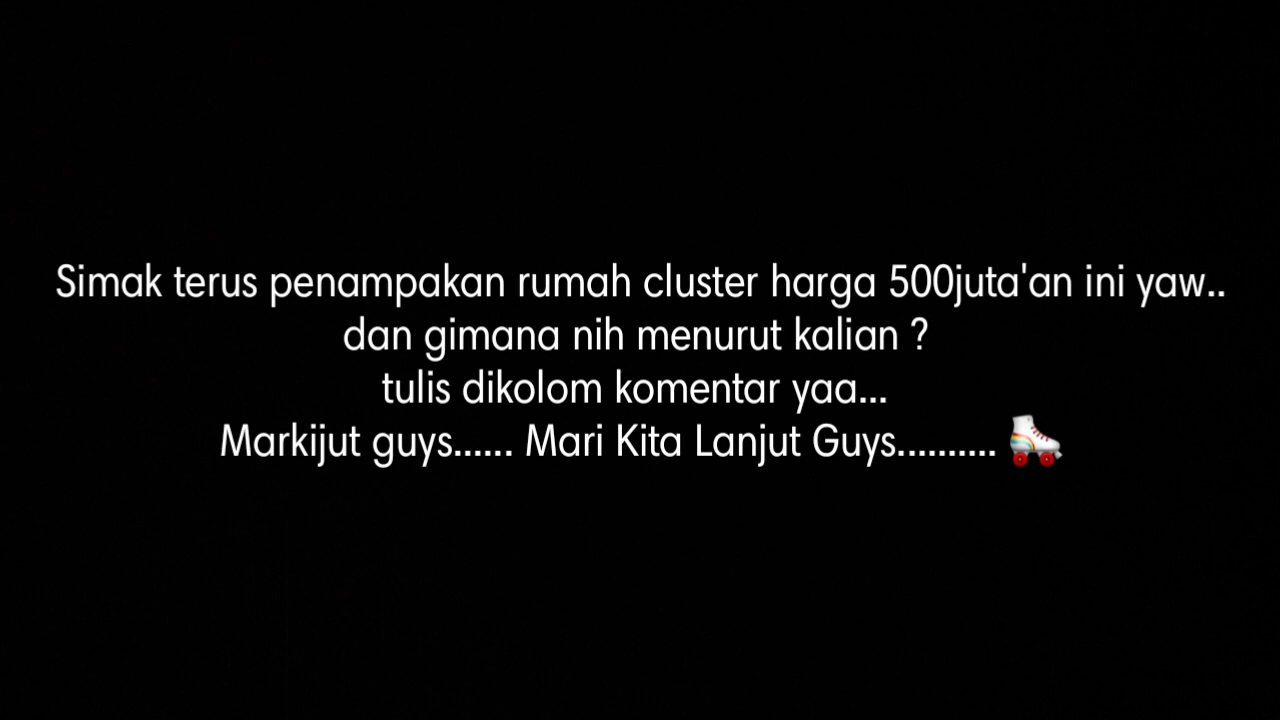 Simak terus penampakan rumah cluster harga 500juta'an ini yaw..
dan gimana nih menurut kalian ?
tulis dikolom komentar yaa...
Markijut guys...... Mari Kita Lanjut Guys.......... 🛼